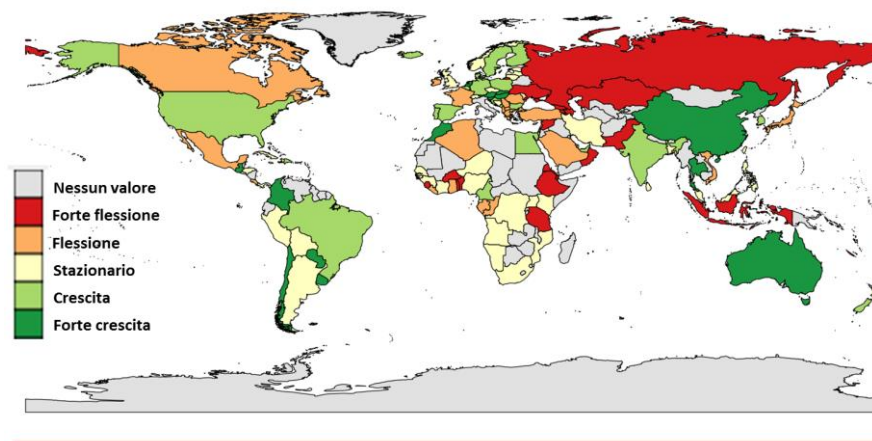 Nessun valore
Forte flessione
Flessione
Stazionario
Crescita
Forte crescita